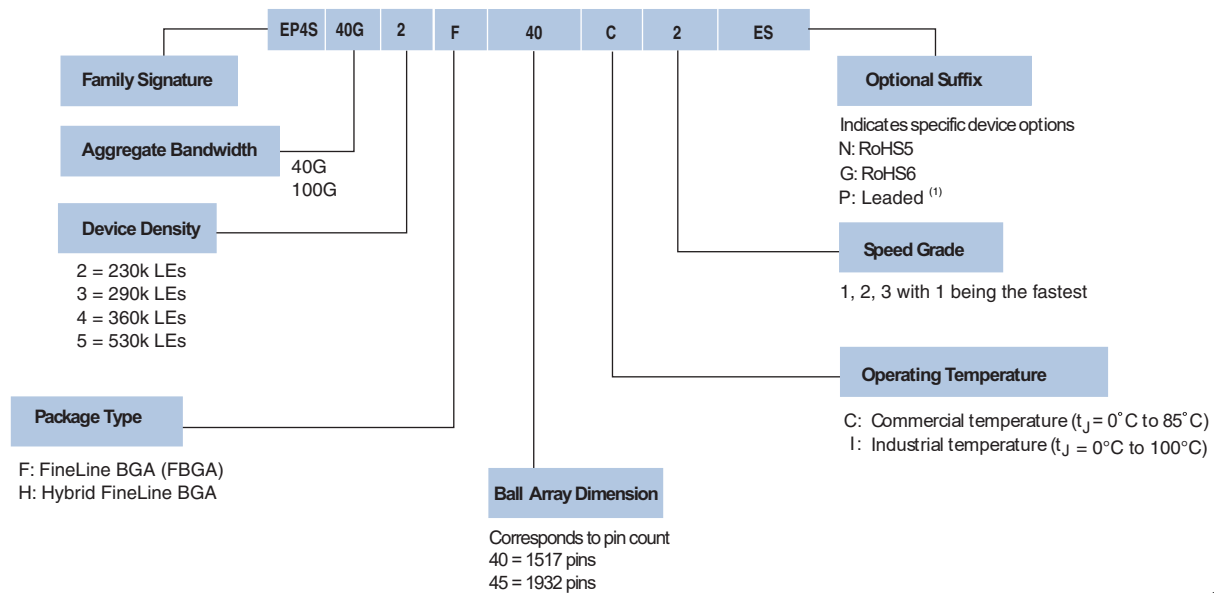 EP4S 40G 2 F 40 C 2 ES
Family Signature
Aggregate Bandwidth
40G
100G
Device Density
2 = 230k LEs
3 = 290k LEs
4 = 360k LEs
5 = 530k LEs
Package Type
F: FineLine BGA (FBGA)
H: Hybrid FineLine BGA
Ball Array Dimension
Corresponds to pin count
40 = 1517 pins
45 = 1932 pins
Optional Suffix
Indicates specific device options
N: RoHS5
G: RoHS6
P: Leaded (1)
Speed Grade
1, 2, 3 with 1 being the fastest
Operating Temperature
C: Commercial temperature (tJ = 0˚C to 85˚C)
I: Industrial temperature (tJ = 0°C to 100°C)